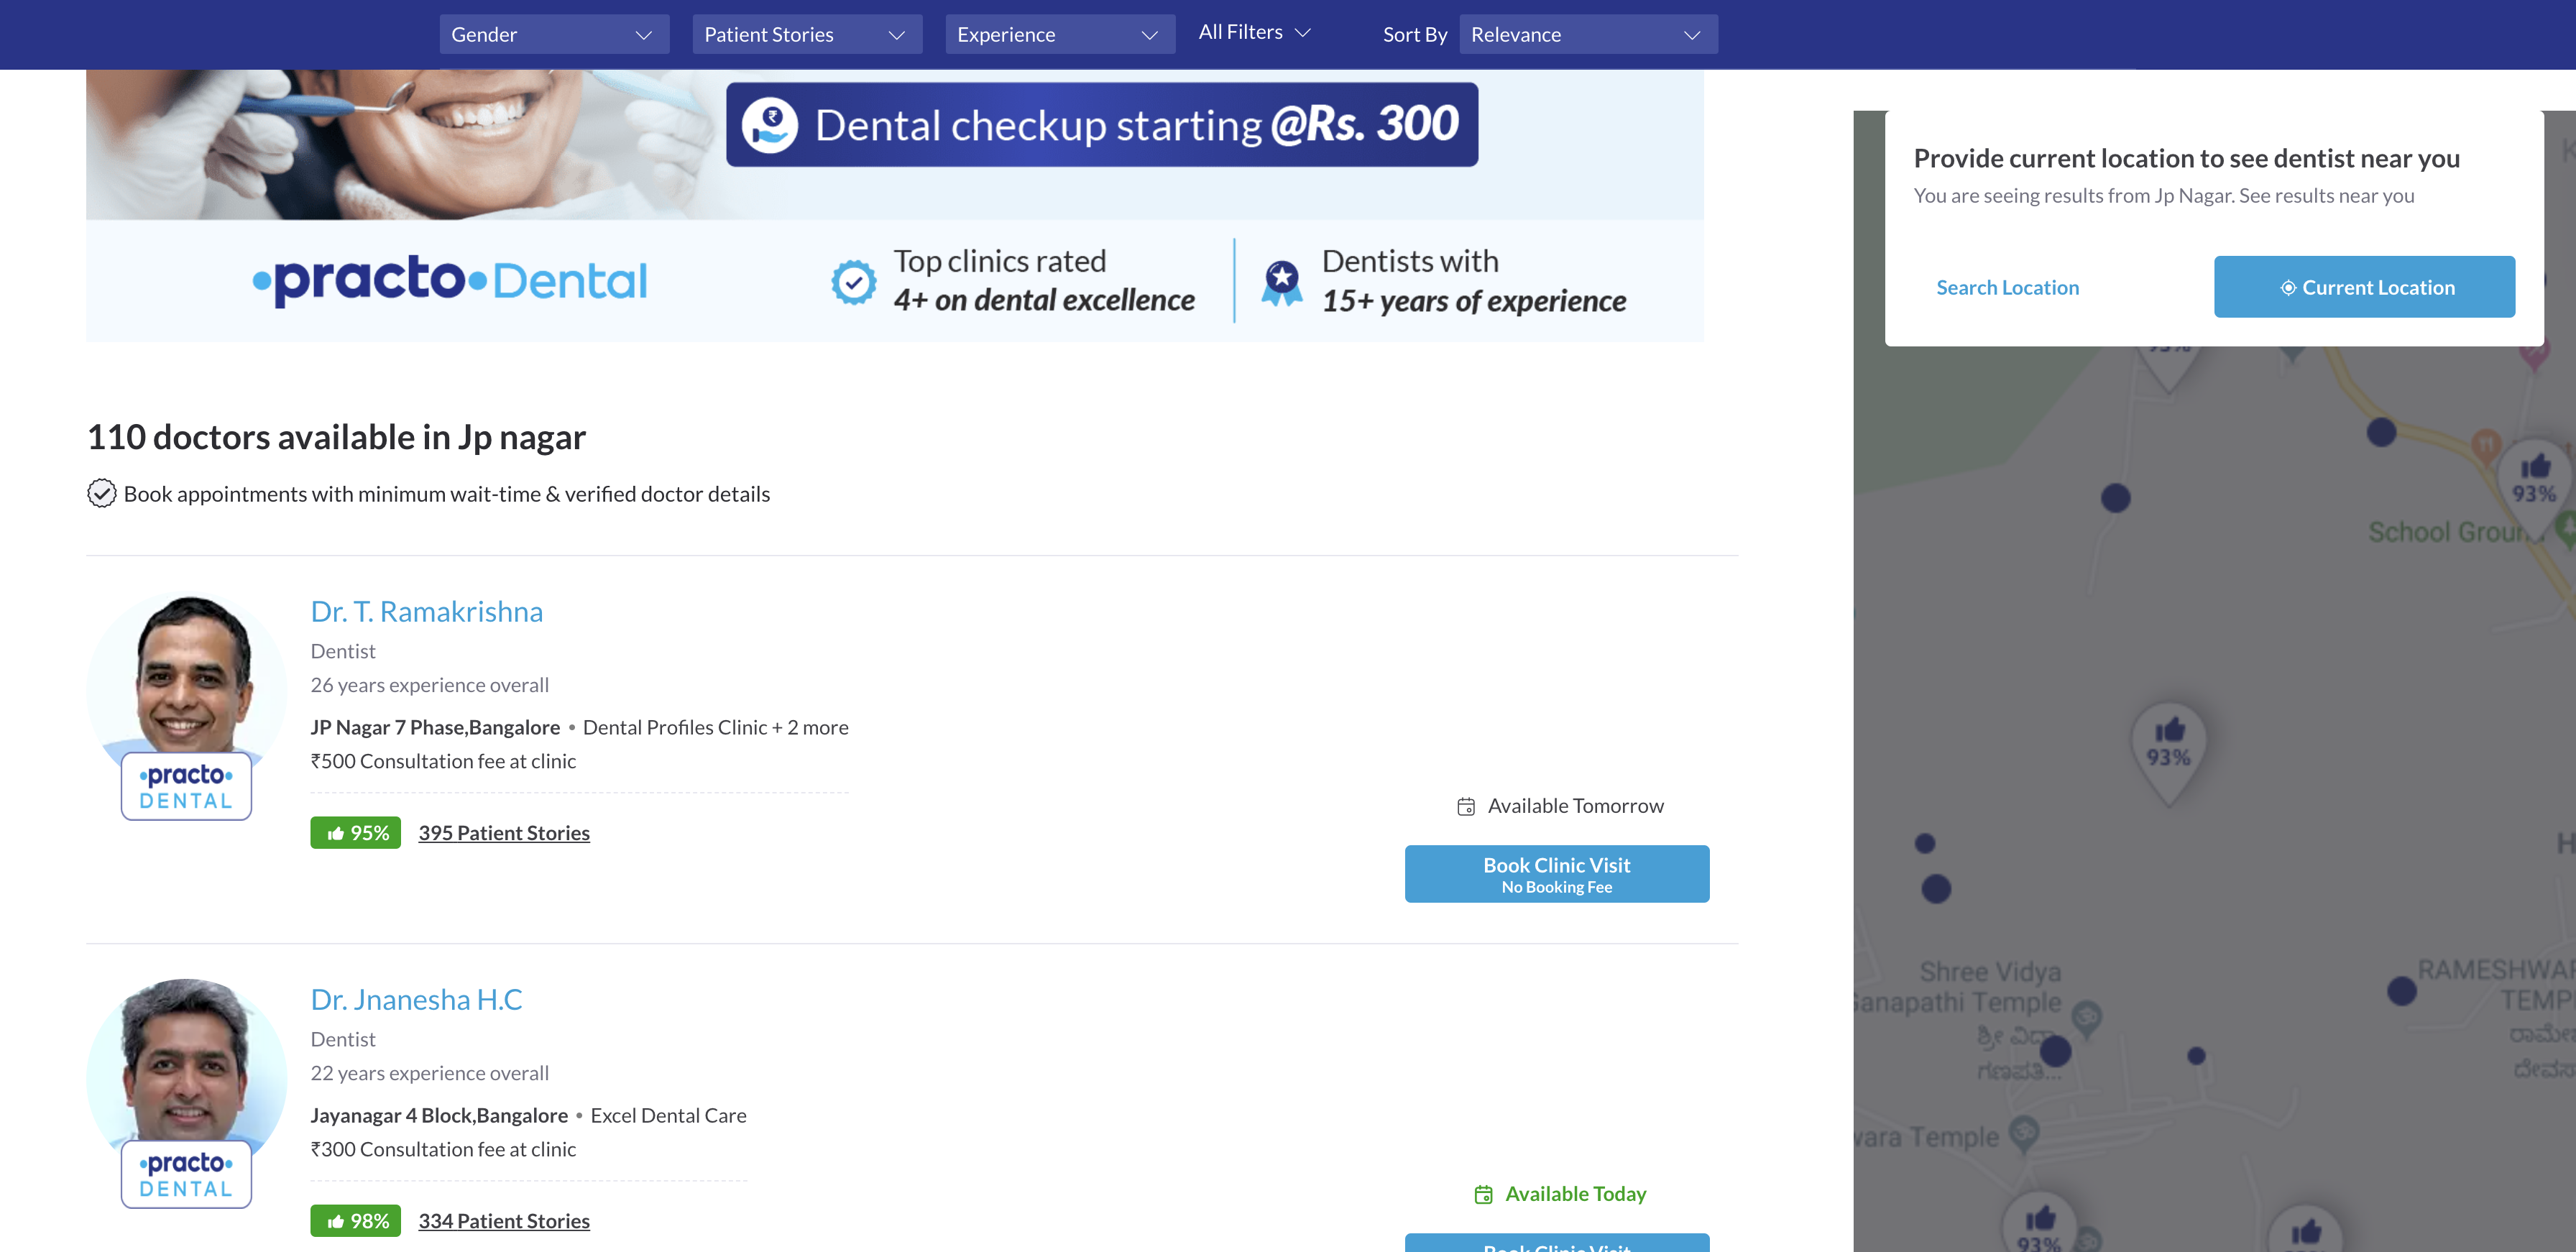 Gender
Patient Stories
Experience
All Filters
Sort By
Relevance
Dental checkup starting @Rs. 300
practo Dental
Top clinics rated
4+ on dental excellence
Dentists with
15+ years of experience
110 doctors available in Jp nagar
Book appointments with minimum wait-time & verified doctor details
Dr. T. Ramakrishna
Dentist
26 years experience overall
JP Nagar 7 Phase,Bangalore • Dental Profiles Clinic + 2 more
₹500 Consultation fee at clinic
practo
DENTAL
95%
395 Patient Stories
Available Tomorrow
Book Clinic Visit
No Booking Fee
Dr. Jnanesha H.C
Dentist
22 years experience overall
Jayanagar 4 Block,Bangalore • Excel Dental Care
₹300 Consultation fee at clinic
practo
DENTAL
98%
334 Patient Stories
Available Today
Book Clinic Visit
Provide current location to see dentist near you
You are seeing results from Jp Nagar. See results near you
Search Location
Current Location
93%
93%
School
93%
Shree Vidya
Ganapathi Temple
ಶ್ರೀ ವಿದ್ಯಾ
ಗಣಪತಿ...
Temple
93%